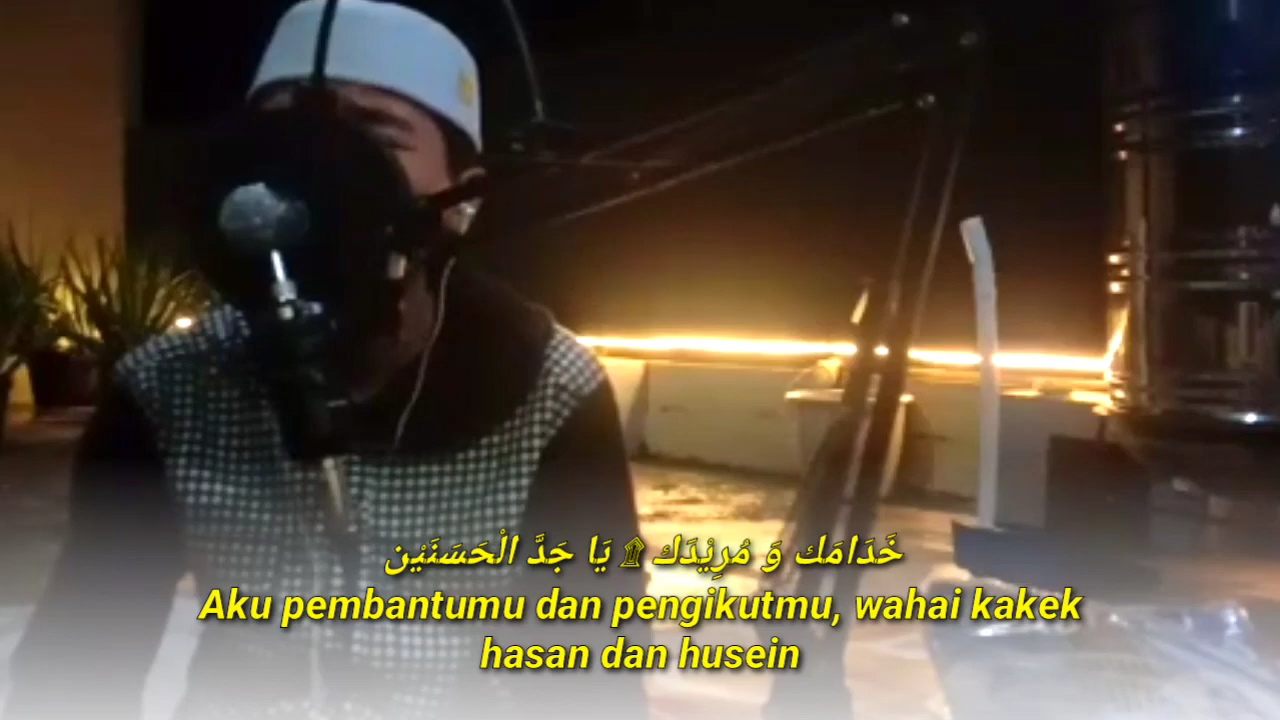 خَدَامَك وَ مُرِيْدَك ۩ يَا جَدَّ الْحَسَنَيْن
Aku pembantumu dan pengikutmu, wahai kakek
hasan dan husein